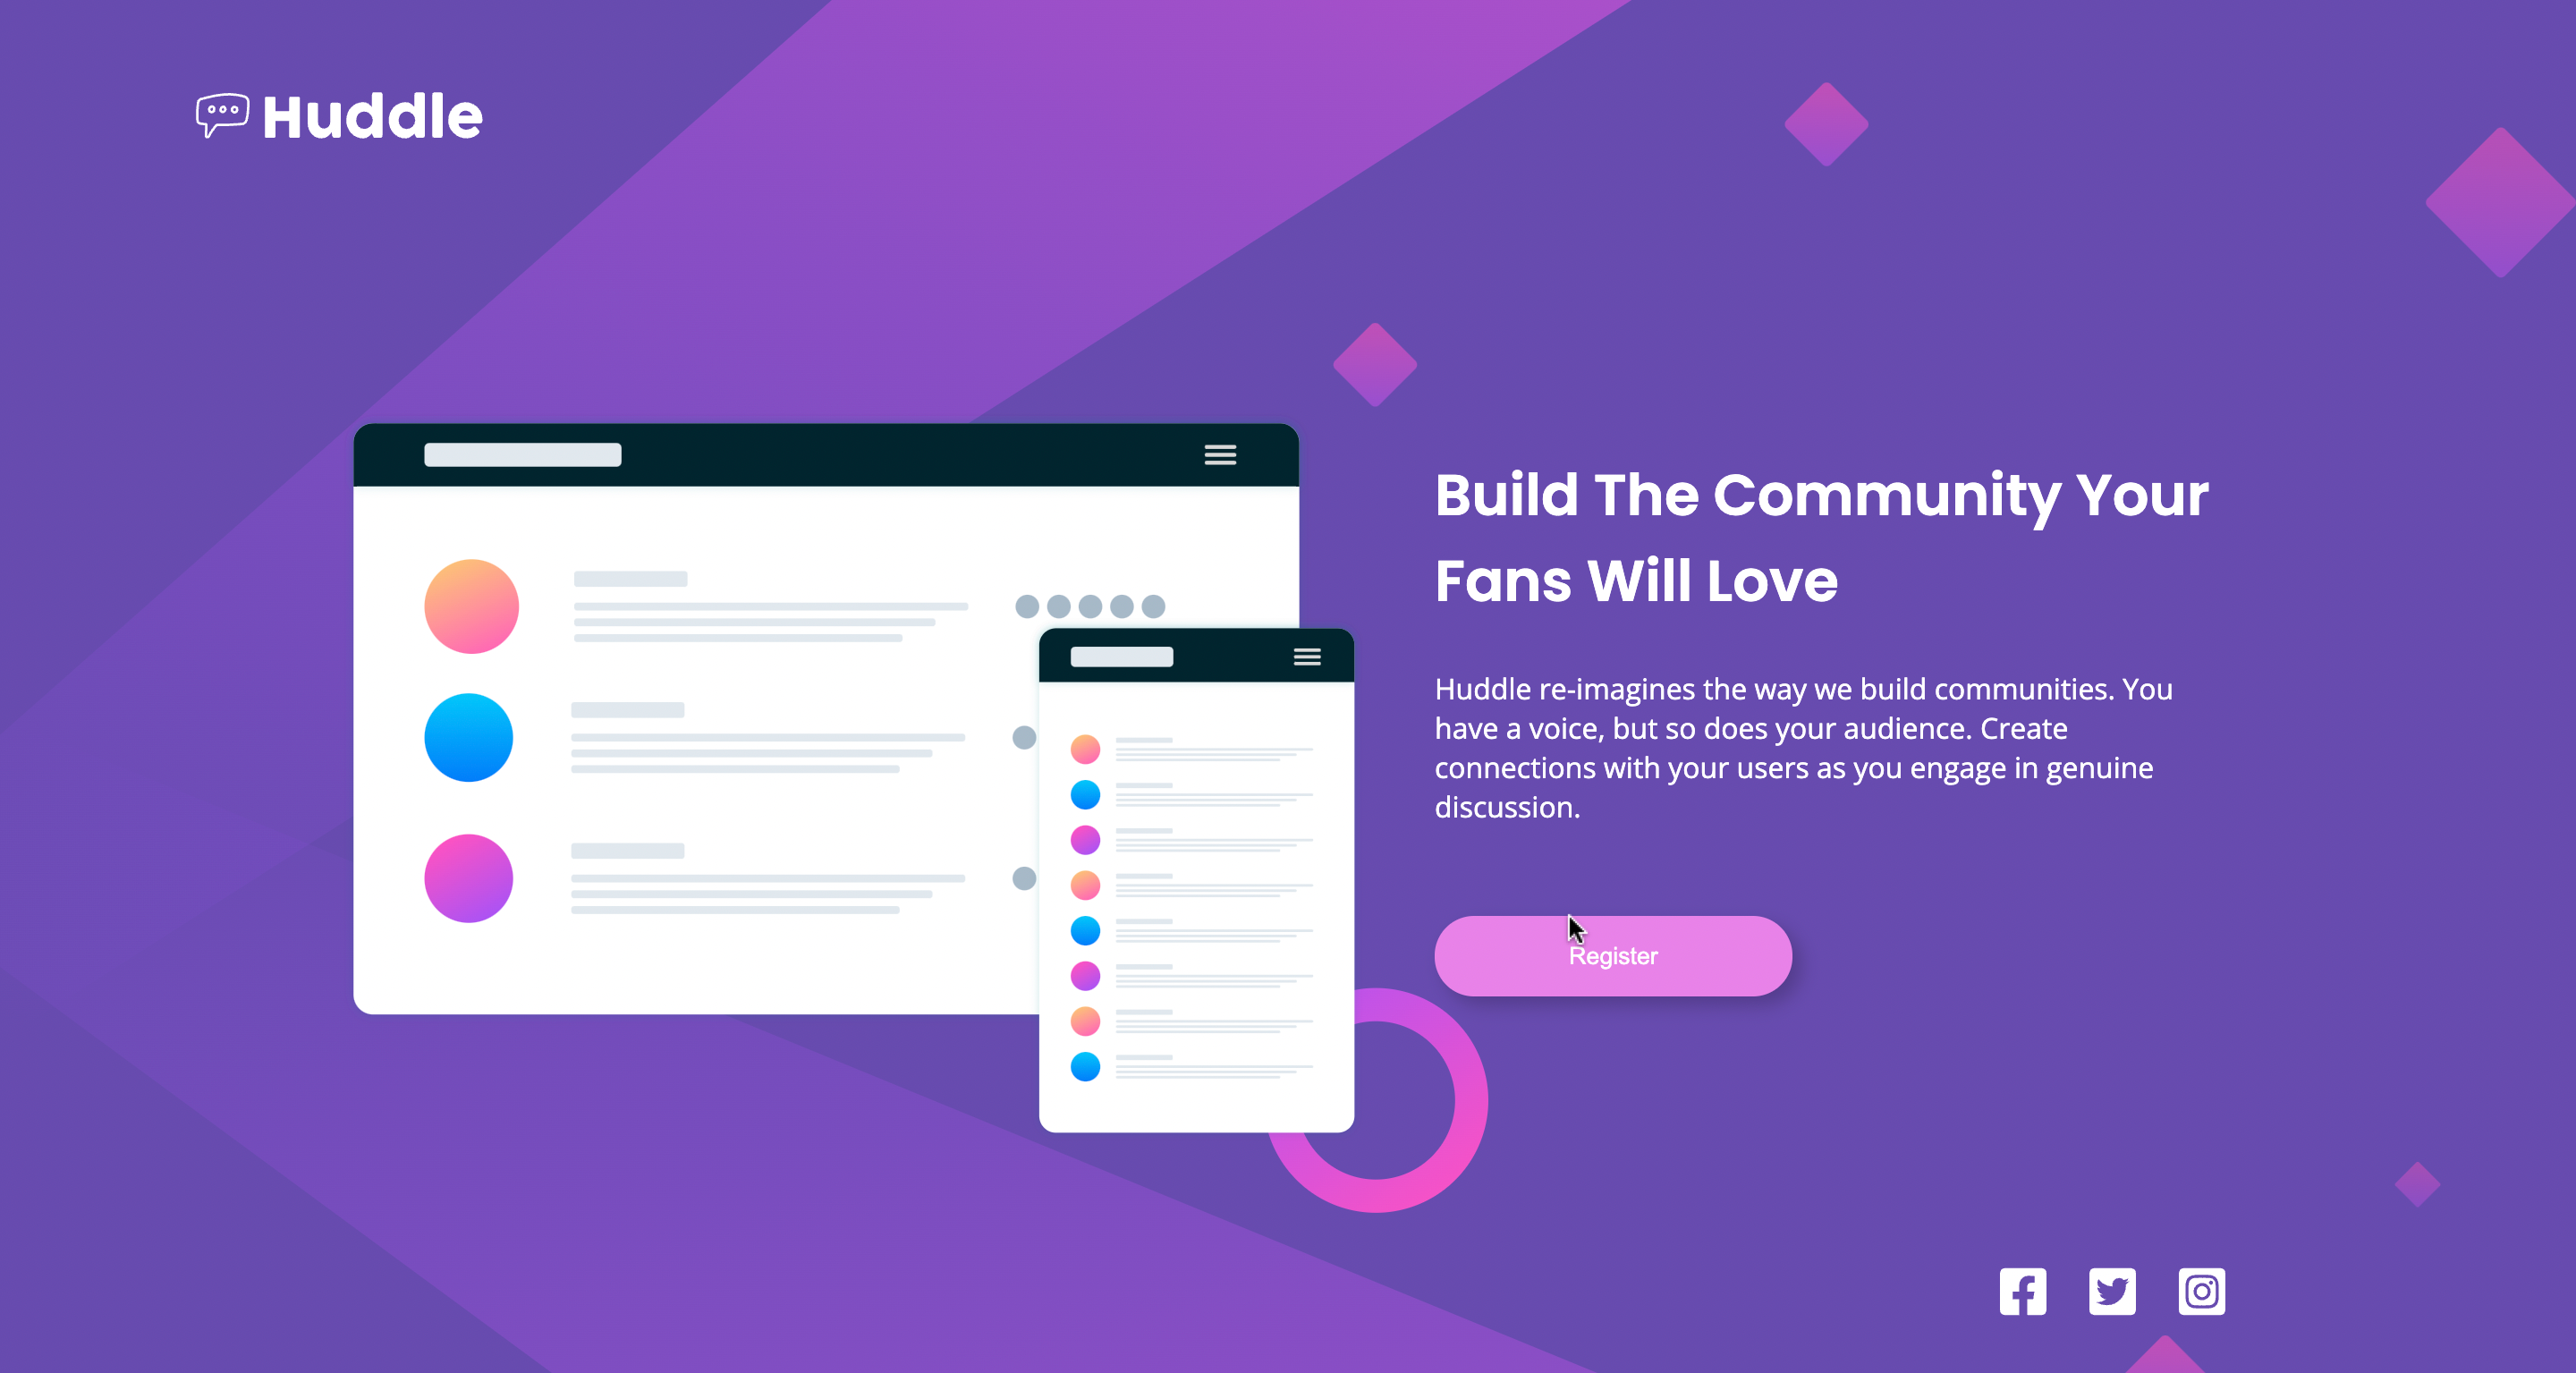 Huddle
Build The Community Your
Fans Will Love
Huddle re-imagines the way we build communities. You
have a voice, but so does your audience. Create
connections with your users as you engage in genuine
discussion.
Register